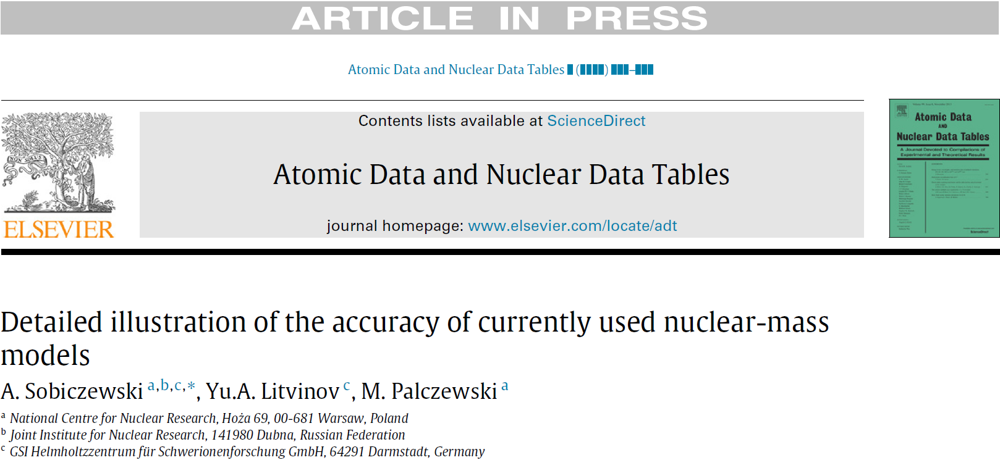 ARTICLE IN PRESS
Atomic Data and Nuclear Data Tables ▮ (▮▮▮▮) ▮▮▮–▮▮▮
Contents lists available at ScienceDirect
Atomic Data and Nuclear Data Tables
journal homepage: www.elsevier.com/locate/adt
NON SOLUS
ELSEVIER
Atomic Data
AND
Nuclear Data Tables
A Journal Devoted to Compilations of
Experimental and Theoretical Results
ScienceDirect
Detailed illustration of the accuracy of currently used nuclear-mass
models
A. Sobiczewski a,b,c,*, Yu.A. Litvinov c, M. Palczewski a
a National Centre for Nuclear Research, Hoża 69, 00-681 Warsaw, Poland
b Joint Institute for Nuclear Research, 141980 Dubna, Russian Federation
c GSI Helmholtzzentrum für Schwerionenforschung GmbH, 64291 Darmstadt, Germany